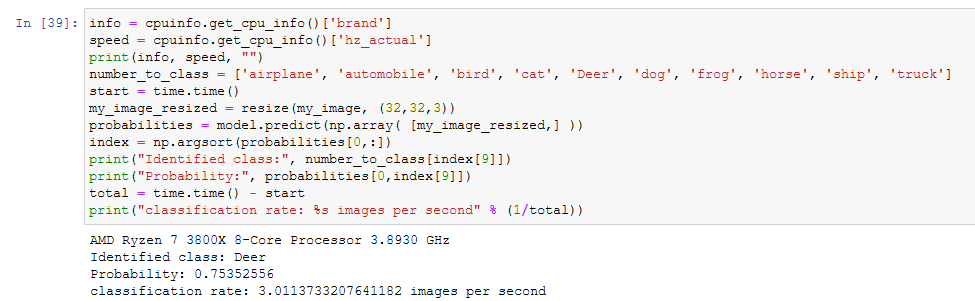 In [39]: info = cpuinfo.get_cpu_info()['brand']
speed = cpuinfo.get_cpu_info()['hz_actual']
print(info, speed, "")
number_to_class = ['airplane', 'automobile', 'bird', 'cat', 'Deer', 'dog', 'frog', 'horse', 'ship', 'truck']
start = time.time()
my_image_resized = resize(my_image, (32,32,3))
probabilities = model.predict(np.array( [my_image_resized,] ))
index = np.argsort(probabilities[0,:])
print("Identified class:", number_to_class[index[9]])
print("Probability:", probabilities[0,index[9]])
total = time.time() - start
print("classification rate: %s images per second" % (1/total))
AMD Ryzen 7 3800X 8-Core Processor 3.8930 GHz
Identified class: Deer
Probability: 0.75352556
classification rate: 3.0113733207641182 images per second